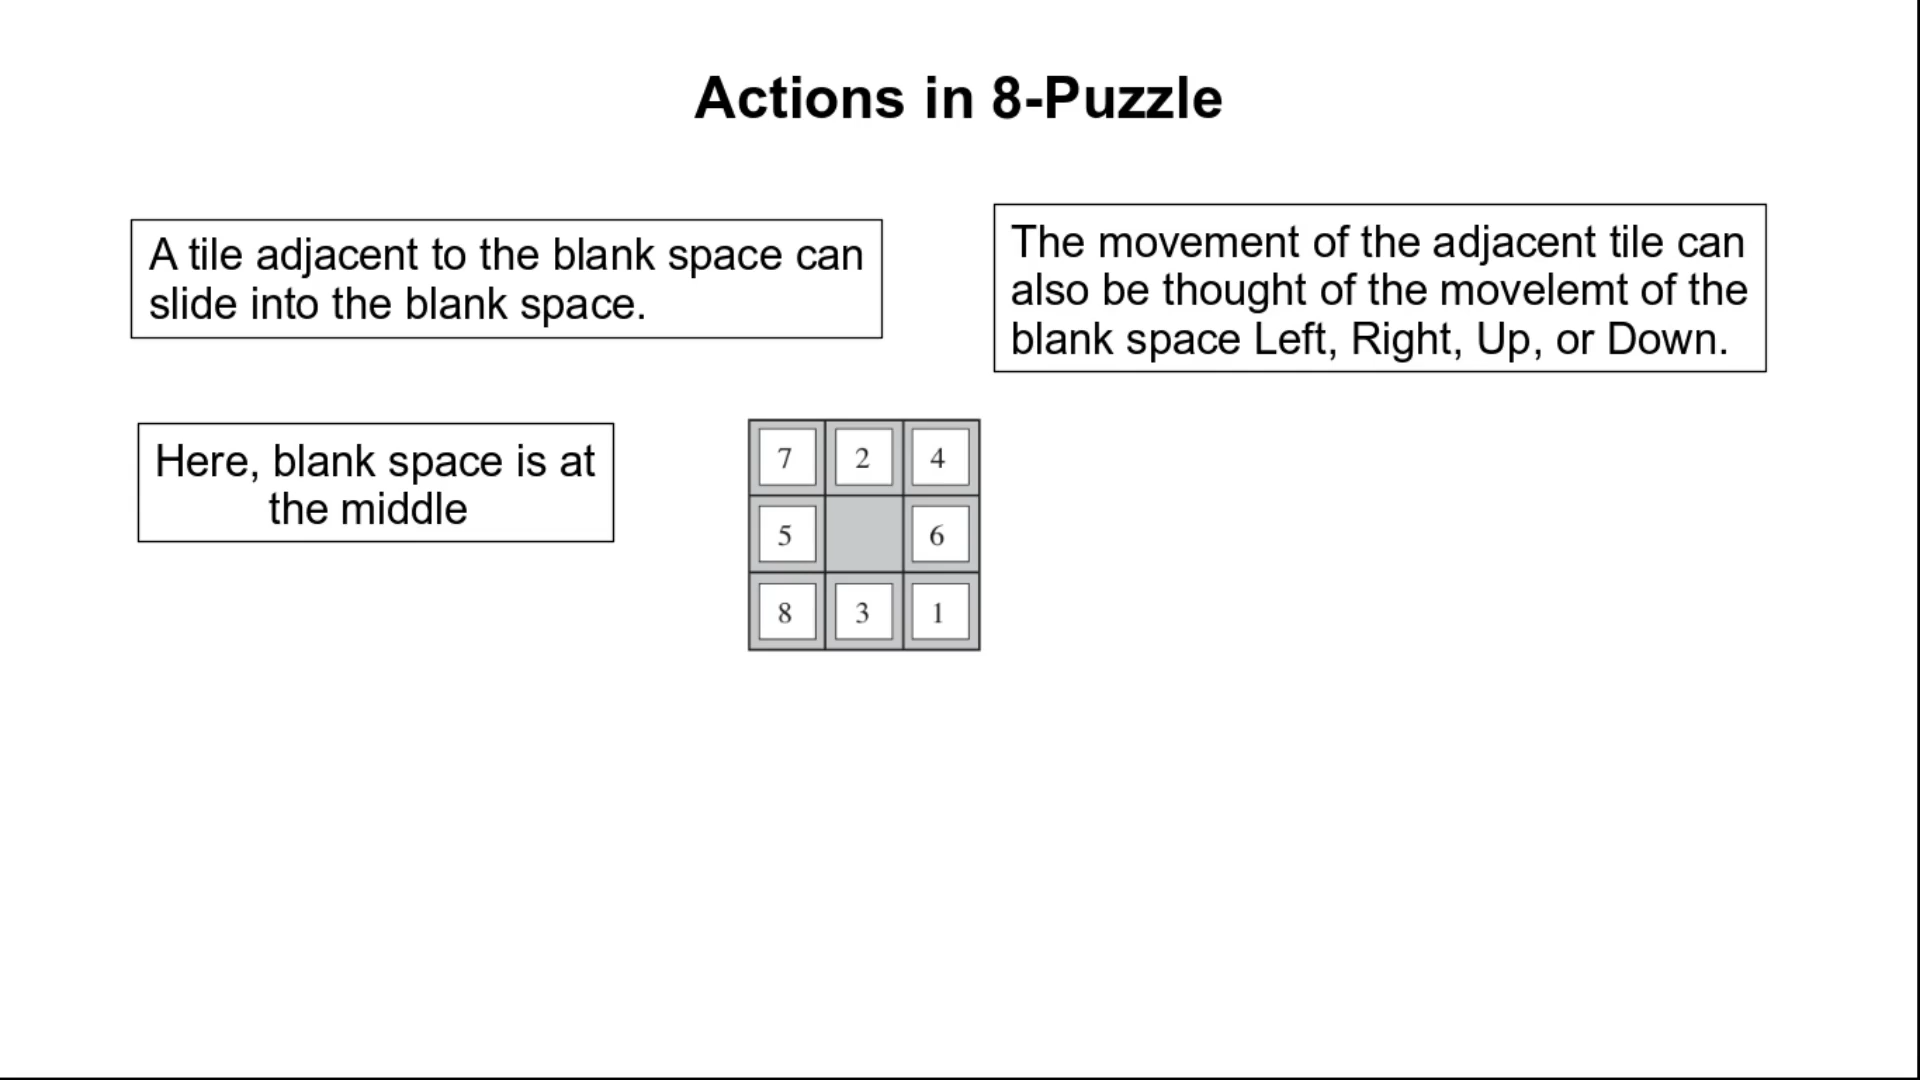 Actions in 8-Puzzle
A tile adjacent to the blank space can
slide into the blank space.
The movement of the adjacent tile can
also be thought of the movelemt of the
blank space Left, Right, Up, or Down.
Here, blank space is at
the middle
7 2 4
5 6
8 3 1